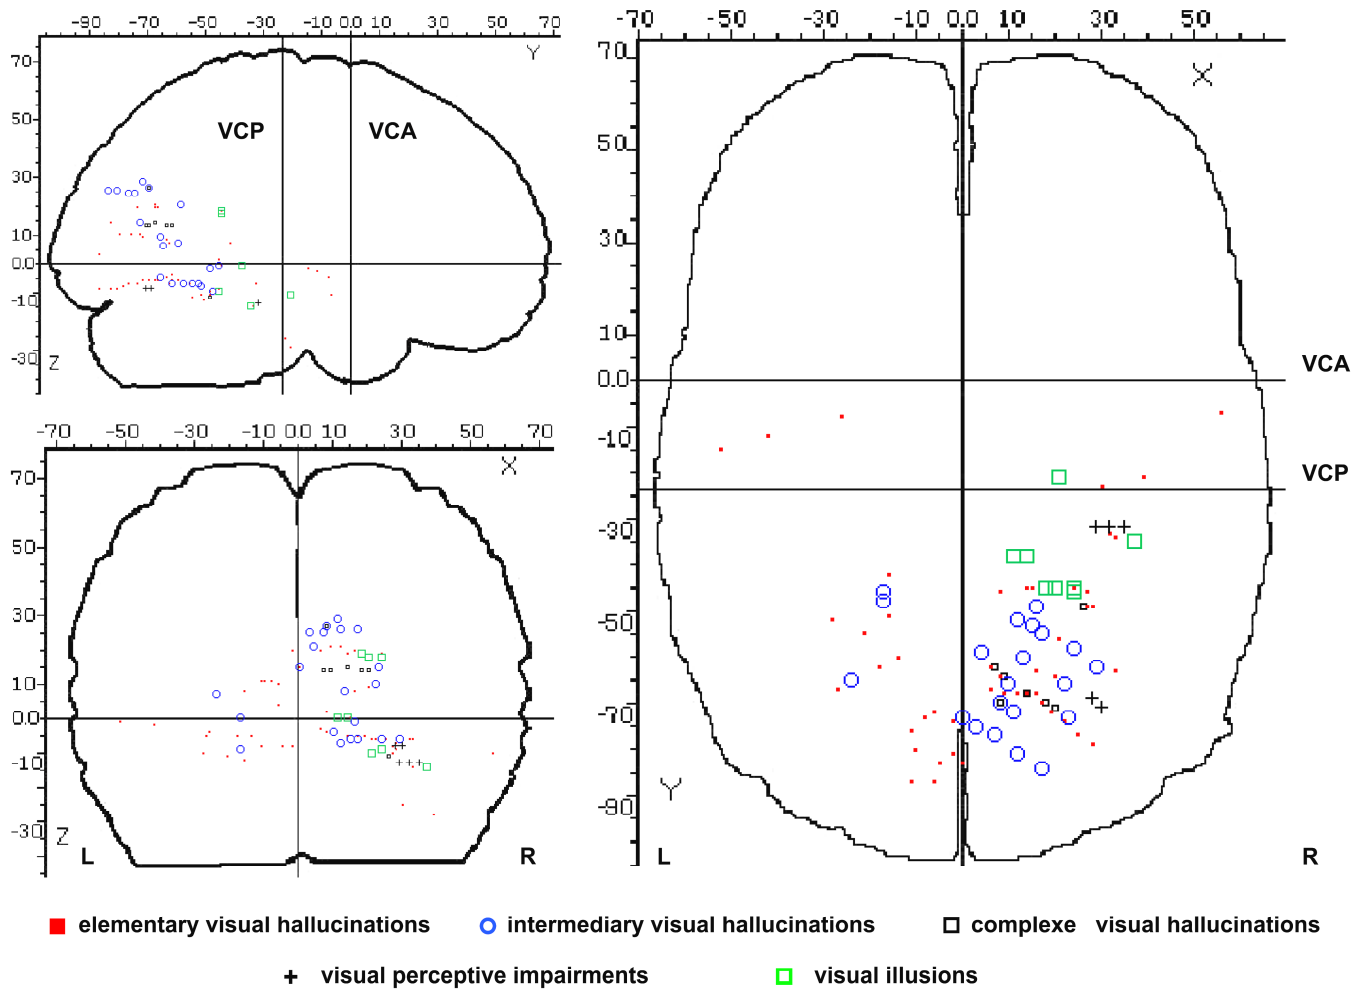 -90 -70 -50 -10 0.0 10 30 50 70
Y
70
50
30
10
0.0
-10
-30
VCP VCA
Z
-70 -50 -30 -10 0.0 10 30 50 70
X
70
50
30
10
0.0
-10
-30
Z
L R
-70 -50 -30 -10 0.0 10 30 50
X
70
50
30
10
0.0
-10
-30
-50
-70
-90
VCA
VCP
Y
L R
elementary visual hallucinations intermediary visual hallucinations complexe visual hallucinations
visual perceptive impairments visual illusions